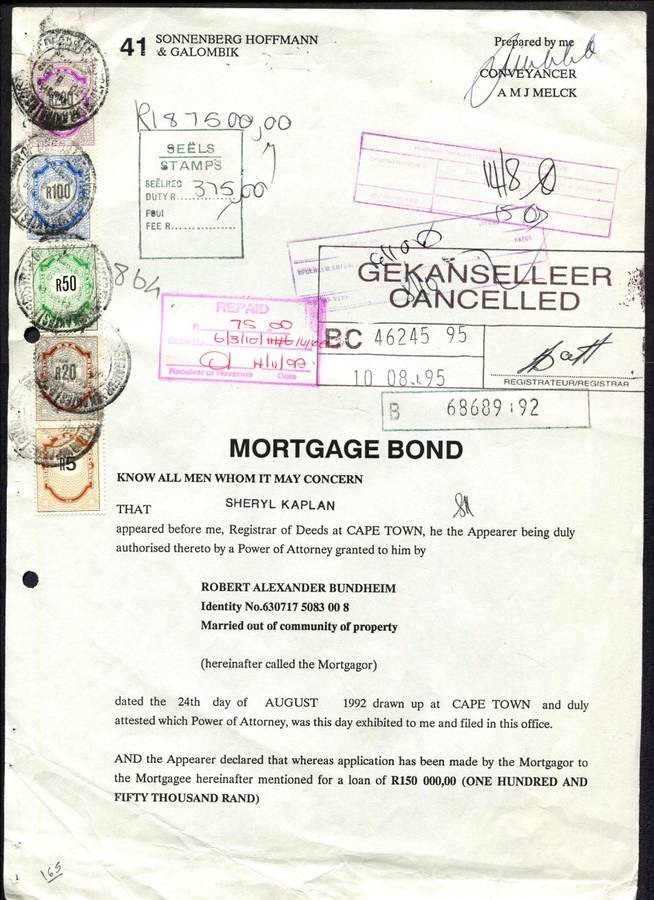 41 SONNENBERG HOFFMANN
& GALOMBIK
Prepared by me
CONVEYANCER
A M J MELCK
R187500,00
SEËLS
STAMPS
SEËLREG
DUTY R 375,00
FOUI
FEE R
R100
R50
R20
R5
14/8
REPAID
R 75 00
Receiver of Revenue Date
GEKANSELLEER
CANCELLED
BC 46245 95
10 08 95
REGISTRATEUR/REGISTRAR
B 68689 92
MORTGAGE BOND
KNOW ALL MEN WHOM IT MAY CONCERN
THAT SHERYL KAPLAN
appeared before me, Registrar of Deeds at CAPE TOWN, he the Appearer being duly
authorised thereto by a Power of Attorney granted to him by
ROBERT ALEXANDER BUNDHEIM
Identity No.630717 5083 00 8
Married out of community of property
(hereinafter called the Mortgagor)
dated the 24th day of AUGUST 1992 drawn up at CAPE TOWN and duly
attested which Power of Attorney, was this day exhibited to me and filed in this office.
AND the Appearer declared that whereas application has been made by the Mortgagor to
the Mortgagee hereinafter mentioned for a loan of R150 000,00 (ONE HUNDRED AND
FIFTY THOUSAND RAND)
165